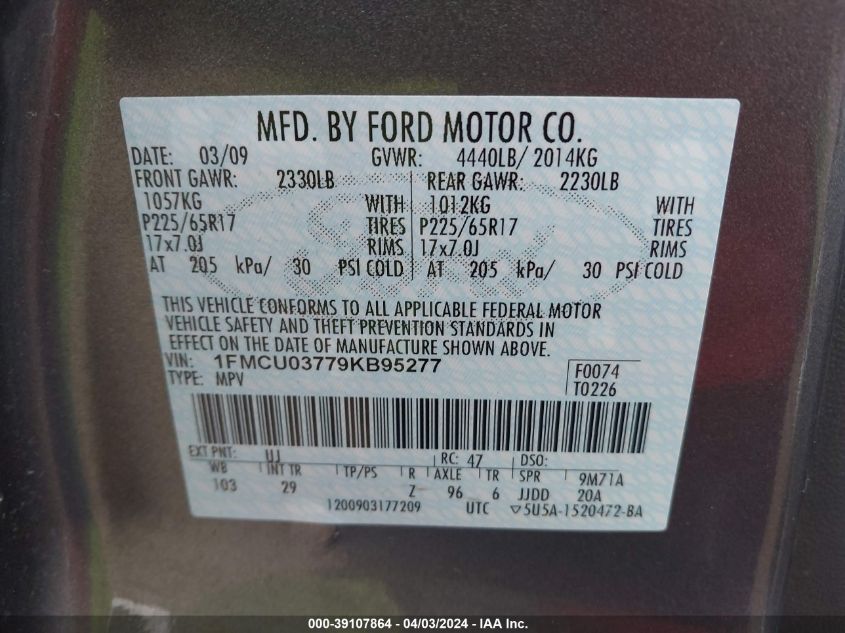 MFD. BY FORD MOTOR CO.
DATE: 03/09 GVWR: 4440LB/ 2014KG
FRONT GAWR: 2330LB REAR GAWR: 2230LB
1057KG WITH 1012KG WITH
P225/65R17 TIRES P225/65R17 TIRES
17x7.0J RIMS 17x7.0J RIMS
AT 205 kPa/ 30 PSI COLD AT 205 kPa/ 30 PSI COLD
THIS VEHICLE CONFORMS TO ALL APPLICABLE FEDERAL MOTOR
VEHICLE SAFETY AND THEFT PREVENTION STANDARDS IN
EFFECT ON THE DATE OF MANUFACTURE SHOWN ABOVE.
VIN: 1FMCU03779KB95277 F0074
TYPE: MPV T0226
EXT PNT: UJ RC: 47 DSO:
WB INT TR TP/PS R AXLE TR SPR 9M71A
103 29 Z 96 6 JJDD 20A
1200903177209 UTC ▽5U5A-1520472-BA
Ford
000-39107864 - 04/03/2024 - IAA Inc.